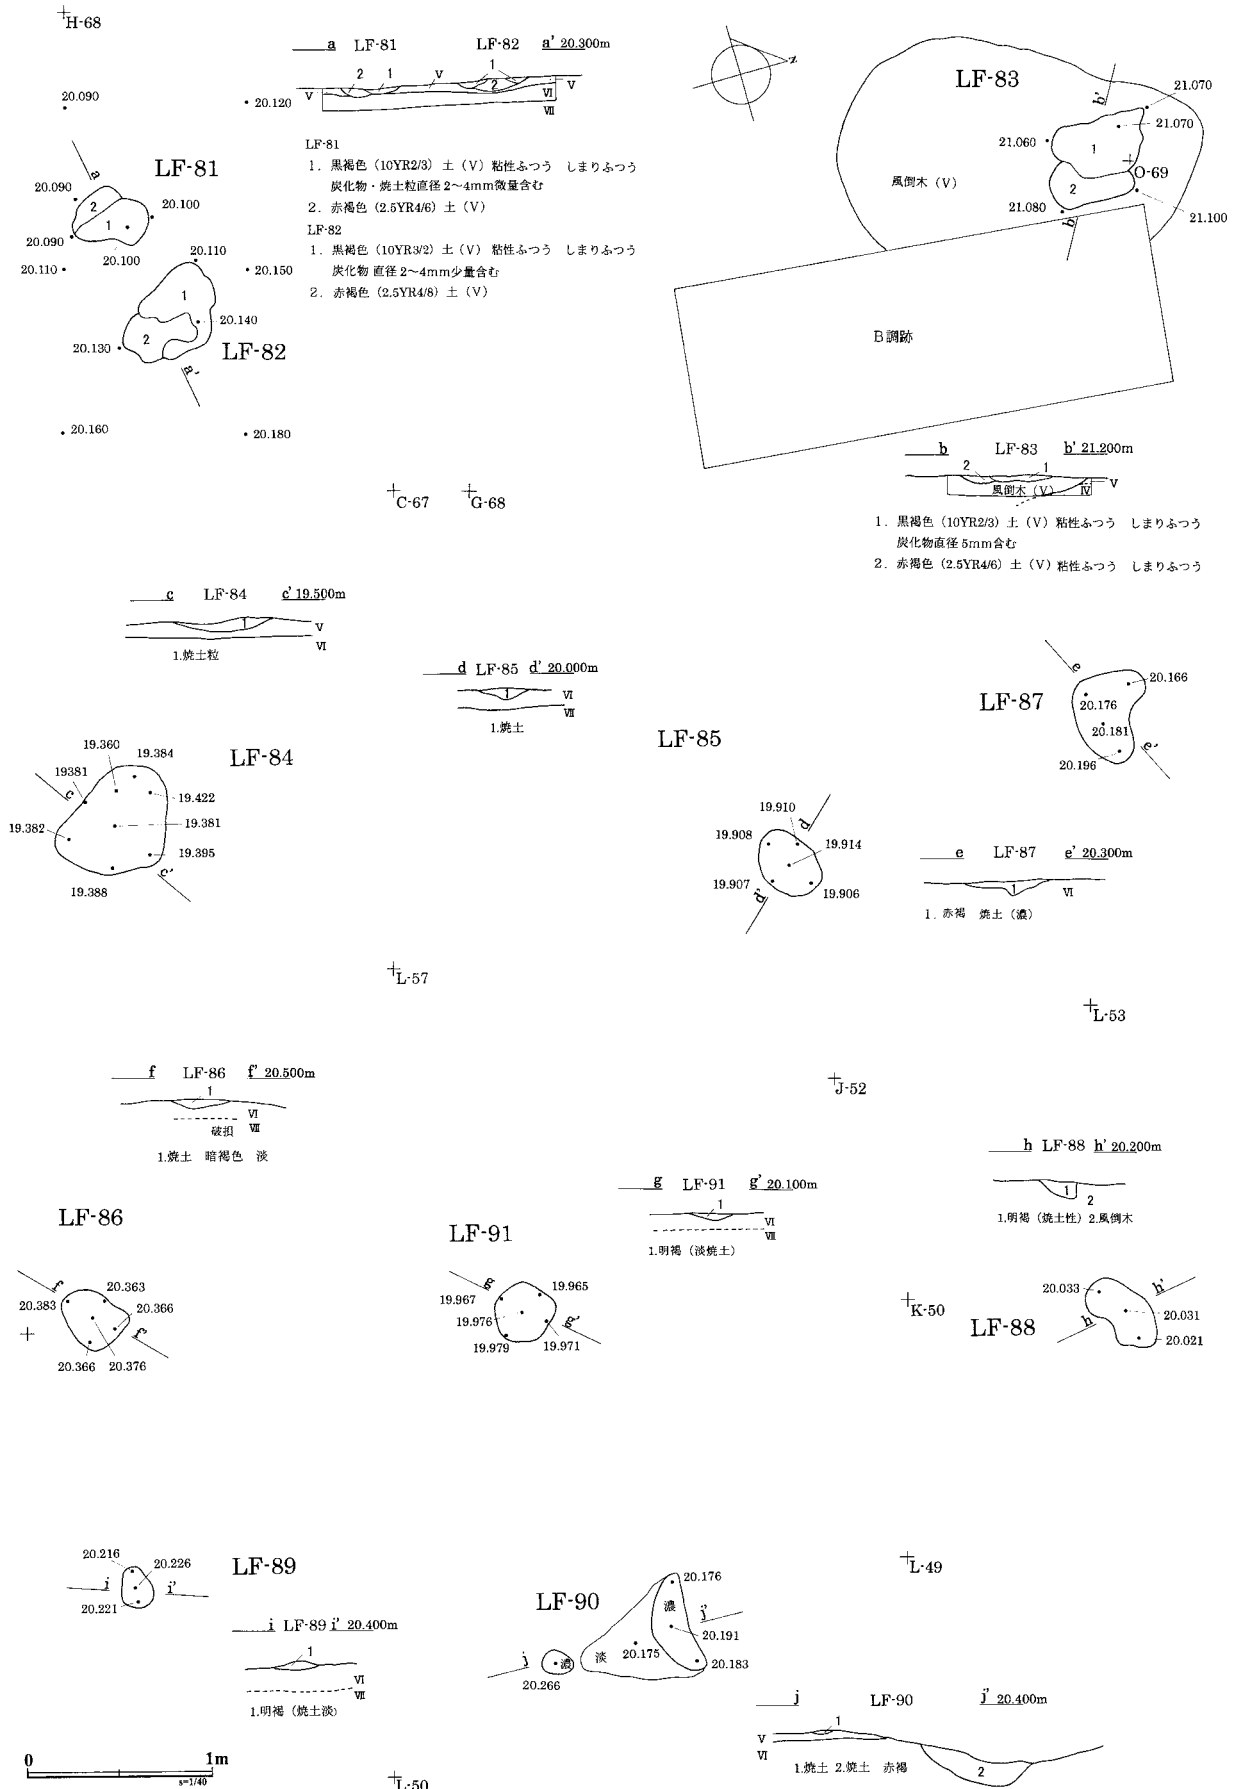 H-68
a LF-81 LF-82 a' 20.300m
2 1 V 1 2 V V VI VII
20.090
20.120
LF-81
1. 黒褐色 (10YR2/3) 土 (V) 粘性ふつう しまりふつう
炭化物・焼土粒直径 2〜4mm微量含む
2. 赤褐色 (2.5YR4/6) 土 (V)
LF-82
1. 黒褐色 (10YR3/2) 土 (V) 粘性ふつう しまりふつう
炭化物 直径 2〜4mm少量含む
2. 赤褐色 (2.5YR4/8) 土 (V)
LF-81
a
20.090
2
1
20.100
20.090
20.100
20.110
20.110
20.150
1
20.140
2
20.130
LF-82
a'
20.160
20.180
N
LF-83
b'
21.070
21.070
21.060
1
O-69
風倒木 (V)
2
21.080
21.100
b
B調跡
b LF-83 b' 21.200m
2 1
風倒木 (V) IV V
1. 黒褐色 (10YR2/3) 土 (V) 粘性ふつう しまりふつう
炭化物直径 5mm含む
2. 赤褐色 (2.5YR4/6) 土 (V) 粘性ふつう しまりふつう
C-67
G-68
c LF-84 c' 19.500m
1 V
VI
1.焼土粒
d LF-85 d' 20.000m
1 VI
VII
1.焼土
LF-84
19.360
19.384
19381
c
19.422
19.382
19.381
19.395
19.388
c'
LF-85
19.910
d
19.908
19.914
19.907
19.906
d'
LF-87
e
20.166
20.176
20.181
20.196
e'
e LF-87 e' 20.300m
1 VI
1. 赤褐 焼土 (濃)
L-57
L-53
J-52
f LF-86 f' 20.500m
1
VI
破損 VII
1.焼土 暗褐色 淡
g LF-91 g' 20.100m
1
VI
VII
1.明褐 (淡焼土)
h LF-88 h' 20.200m
1 2
1.明褐 (焼土性) 2.風倒木
LF-86
f
20.383
20.363
20.366
f'
20.366
20.376
LF-91
g
19.965
19.967
19.976
g'
19.979
19.971
K-50
LF-88
20.033
h'
20.031
h
20.021
LF-89
20.216
20.226
i
i'
20.221
i LF-89 i' 20.400m
1
VI
VII
1.明褐 (焼土淡)
LF-90
20.176
濃
j'
20.191
淡
20.175
20.183
j
濃
20.266
L-49
j LF-90 j' 20.400m
1
V
VI
2
1.焼土 2.焼土 赤褐
0 1m
s=1/40
L-50